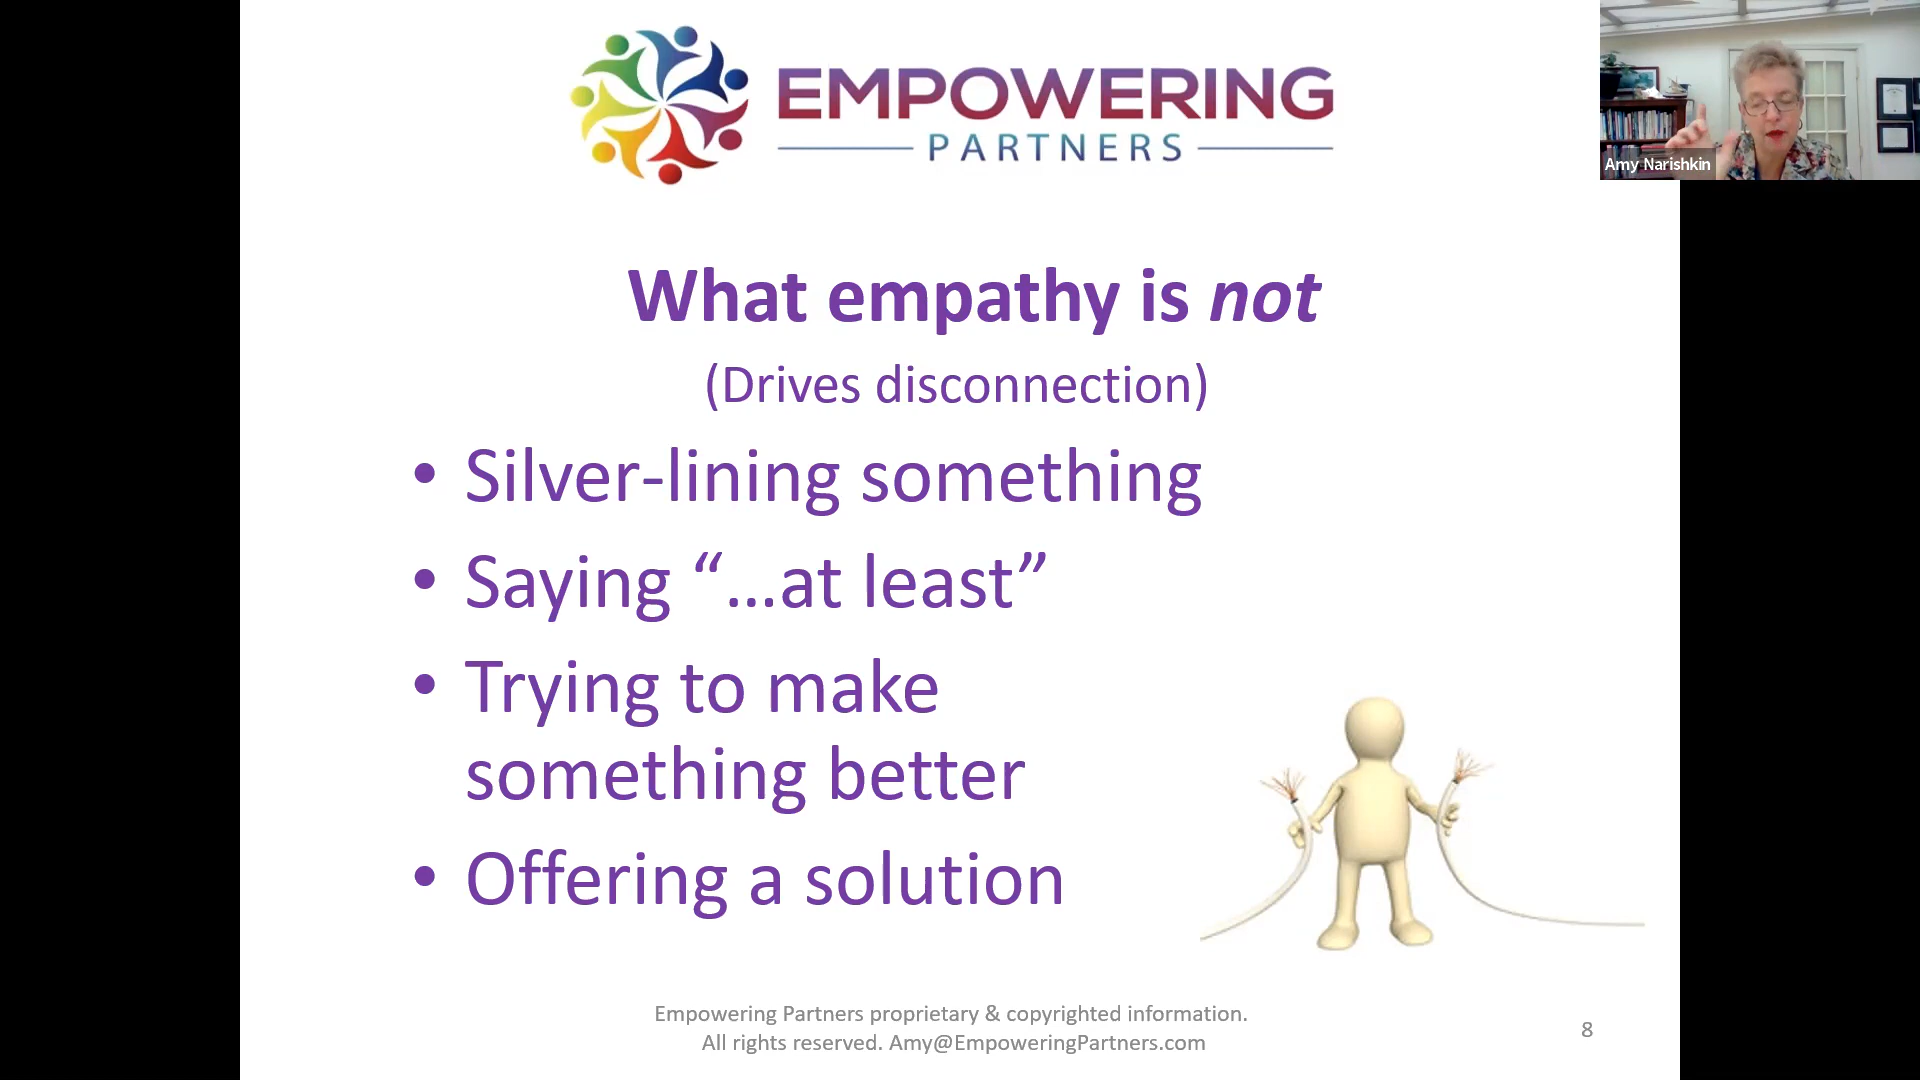 EMPOWERING
PARTNERS
Amy Narishkin
What empathy is not
(Drives disconnection)
• Silver-lining something
• Saying “…at least”
• Trying to make
something better
• Offering a solution
Empowering Partners proprietary & copyrighted information.
All rights reserved. Amy@EmpoweringPartners.com
8